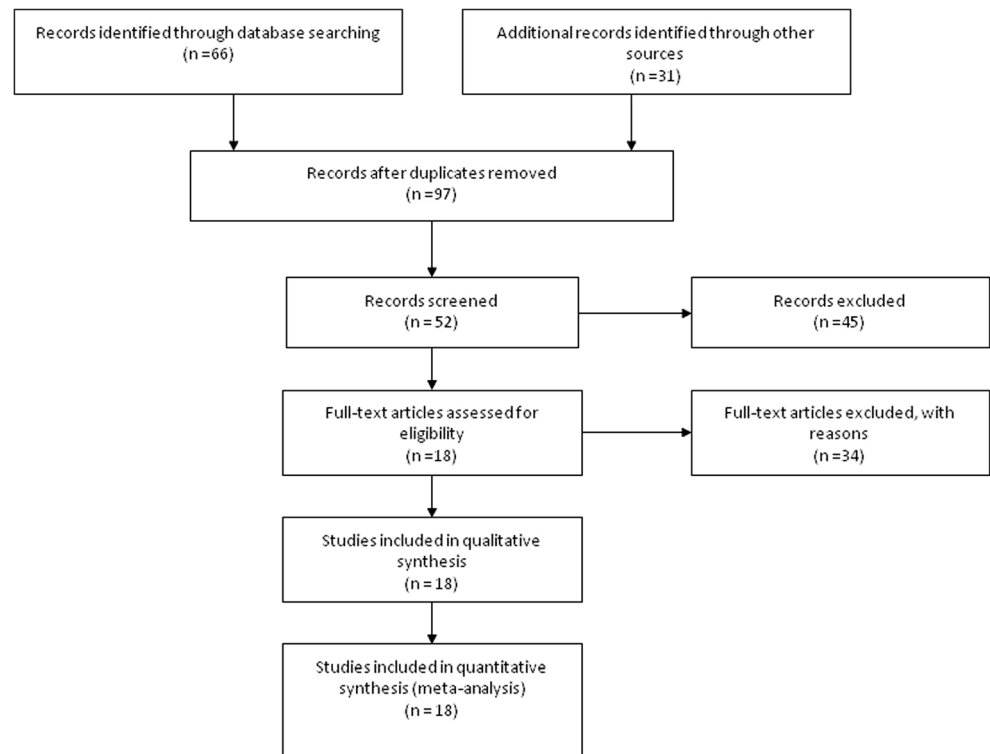 Records identified through database searching
(n =66)
Additional records identified through other
sources
(n =31)
Records after duplicates removed
(n =97)
Records screened
(n = 52)
Records excluded
(n =45)
Full-text articles assessed for
eligibility
(n =18)
Full-text articles excluded, with
reasons
(n =34)
Studies included in qualitative
synthesis
(n = 18)
Studies included in quantitative
synthesis (meta-analysis)
(n = 18)